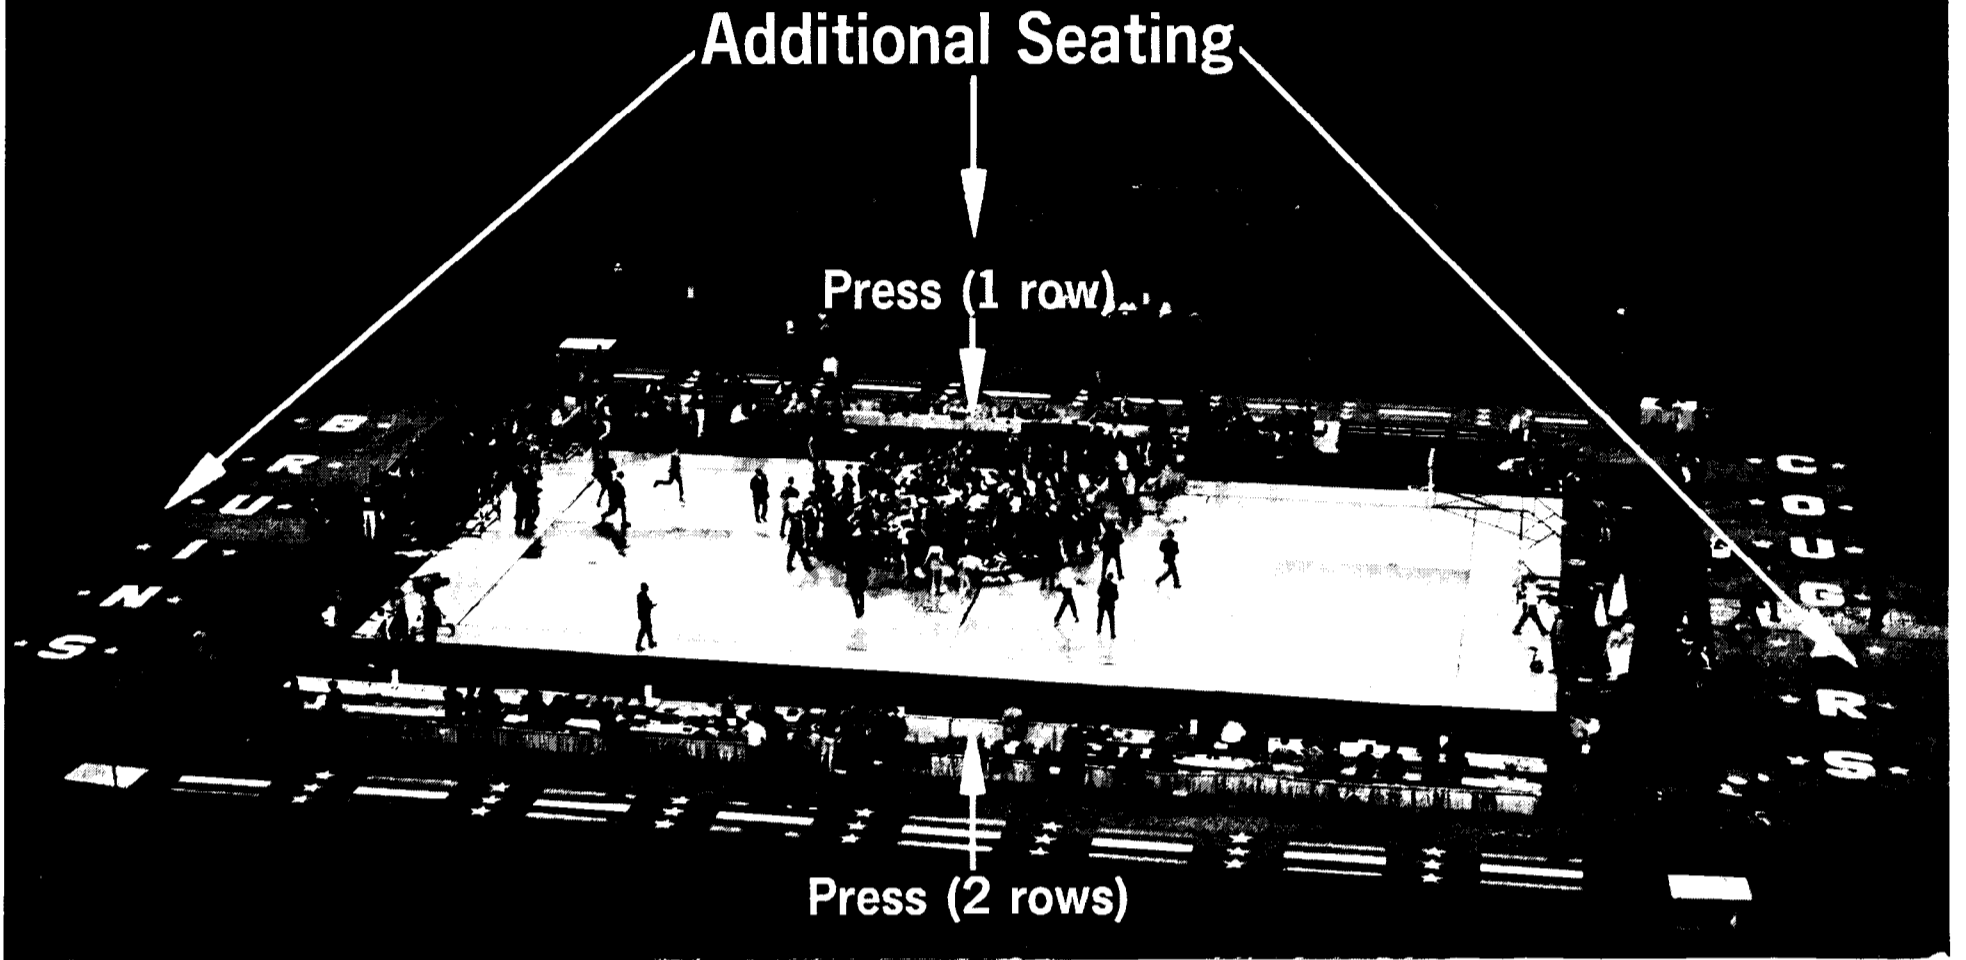 Additional Seating
Press (1 row)
BRUINS
COUGARS
Press (2 rows)